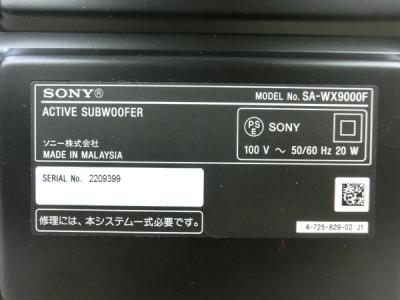 SONY®
MODEL No. SA-WX9000F
ACTIVE SUBWOOFER
PS
E
SONY
ソニー株式会社
MADE IN MALAYSIA
100 V ～ 50/60 Hz 20 W
SERIAL No. 2209399
修理には、本システム一式必要です。
4-725-829-02 J1